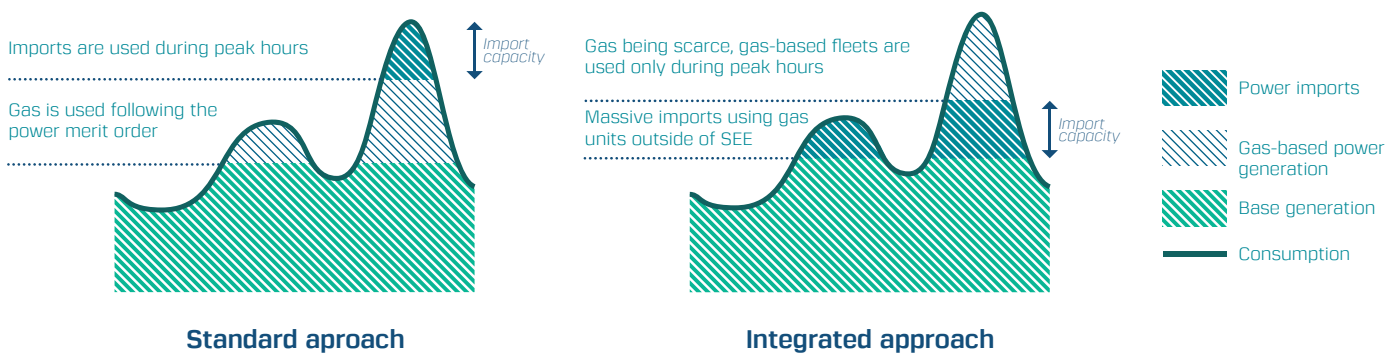 Imports are used during peak hours
Import
capacity
Gas is used following the
power merit order
Standard aproach
Gas being scarce, gas-based fleets are
used only during peak hours
Massive imports using gas
units outside of SEE
Import
capacity
Integrated approach
Power imports
Gas-based power
generation
Base generation
Consumption